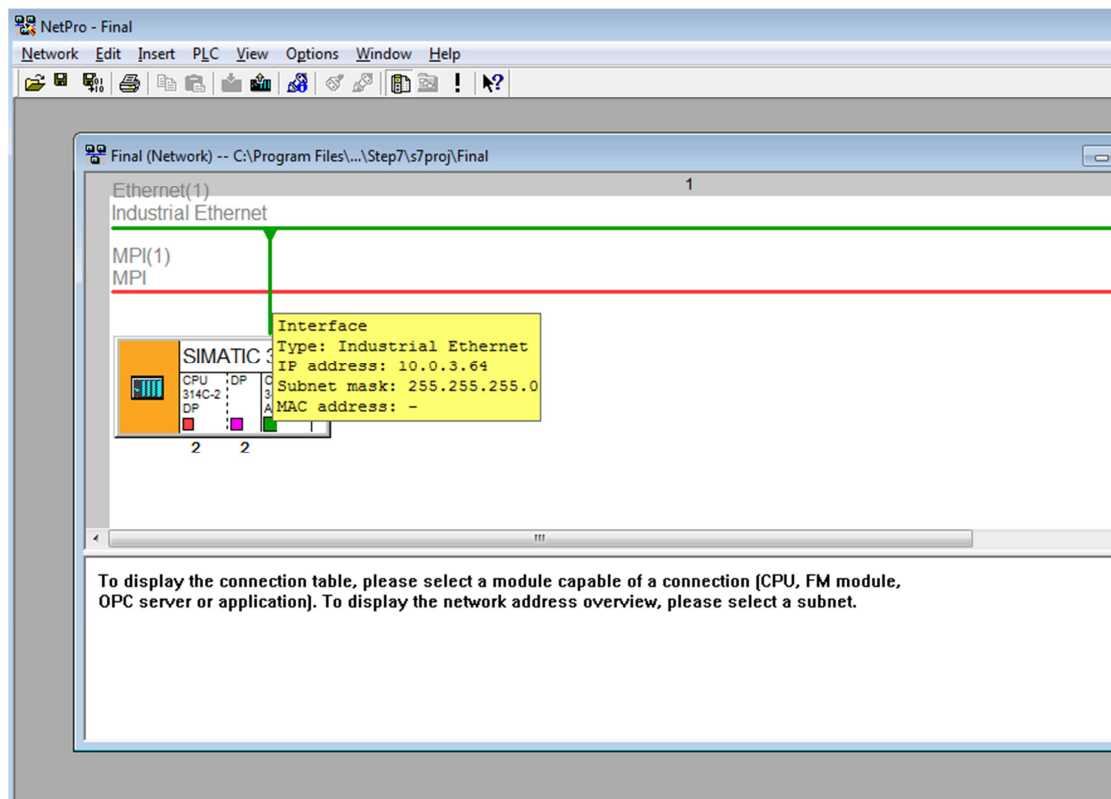 NetPro - Final
Network Edit Insert PLC View Options Window Help
Final (Network) -- C:\Program Files\...\Step7\s7proj\Final
1
Ethernet(1)
Industrial Ethernet
MPI(1)
MPI
Interface
Type: Industrial Ethernet
IP address: 10.0.3.64
Subnet mask: 255.255.255.0
MAC address: -
SIMATIC 3
CPU
314C-2
DP
DP
C
3
A
2 2
To display the connection table, please select a module capable of a connection (CPU, FM module,
OPC server or application). To display the network address overview, please select a subnet.